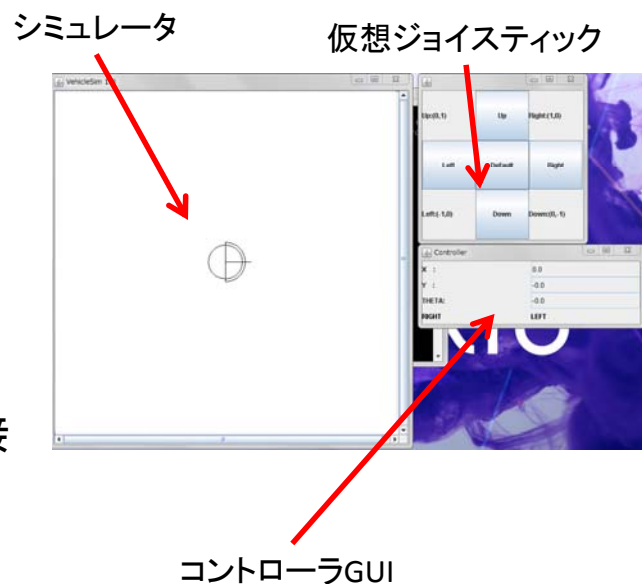 シミュレータ
仮想ジョイスティック
VehicleSim
Up:(0,1)
Up
Right:(1,0)
Left
Default
Right
Left:(-1,0)
Down
Down:(0,-1)
Controller
X :
0.0
Y :
-0.0
THETA:
-0.0
RIGHT
LEFT
接
コントローラGUI